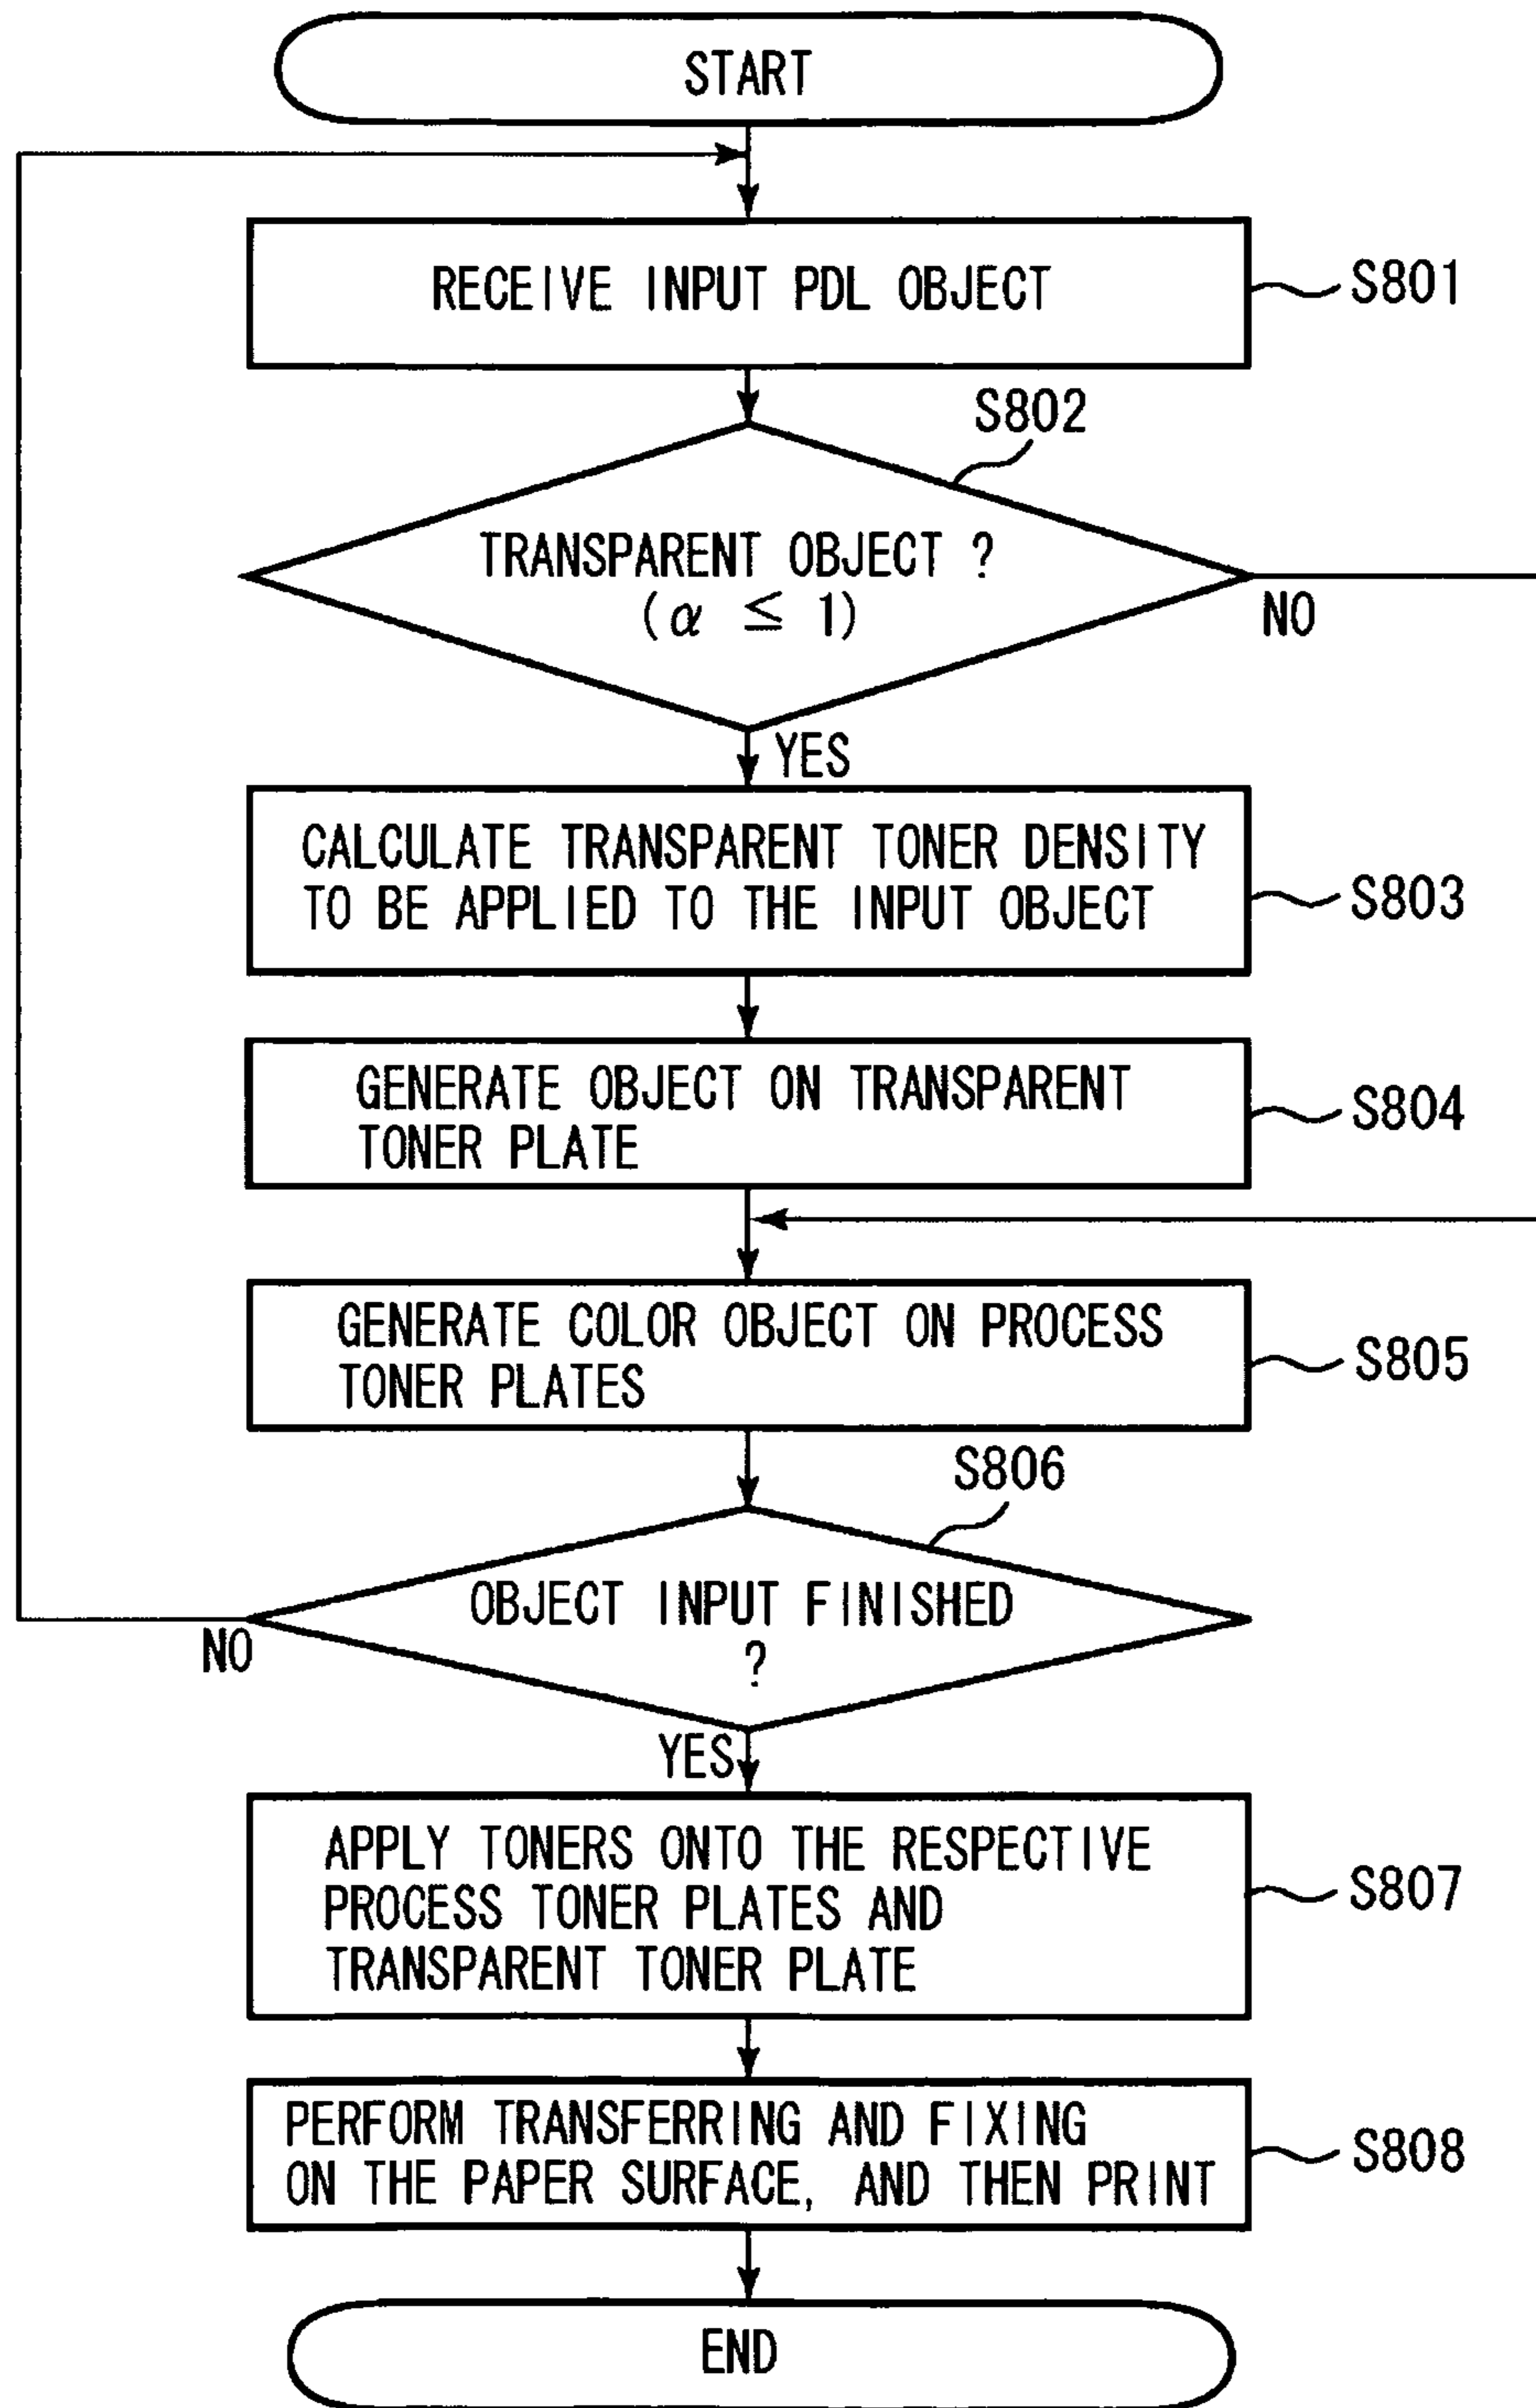 START
RECEIVE INPUT PDL OBJECT
S801
S802
TRANSPARENT OBJECT ?
(α ≤ 1)
NO
YES
CALCULATE TRANSPARENT TONER DENSITY
TO BE APPLIED TO THE INPUT OBJECT
S803
GENERATE OBJECT ON TRANSPARENT
TONER PLATE
S804
GENERATE COLOR OBJECT ON PROCESS
TONER PLATES
S805
S806
OBJECT INPUT FINISHED
?
NO
YES
APPLY TONERS ONTO THE RESPECTIVE
PROCESS TONER PLATES AND
TRANSPARENT TONER PLATE
S807
PERFORM TRANSFERRING AND FIXING
ON THE PAPER SURFACE, AND THEN PRINT
S808
END